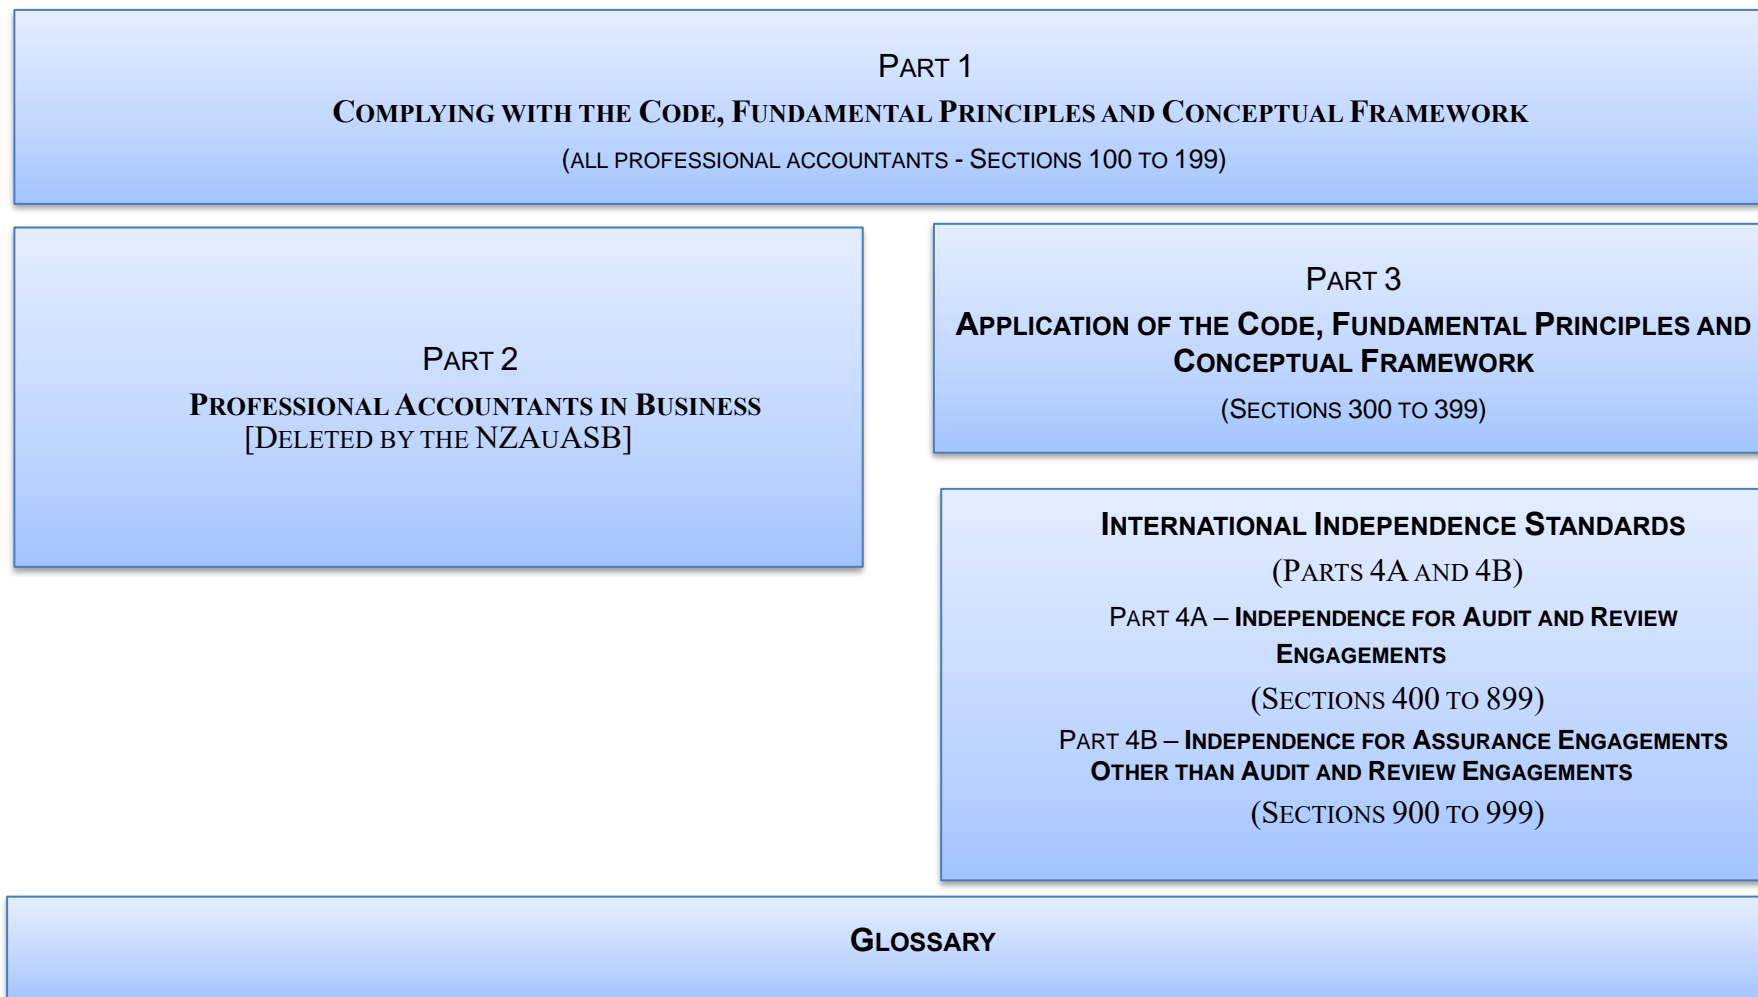 PART 1
COMPLYING WITH THE CODE, FUNDAMENTAL PRINCIPLES AND CONCEPTUAL FRAMEWORK
(ALL PROFESSIONAL ACCOUNTANTS - SECTIONS 100 TO 199)
PART 2
PROFESSIONAL ACCOUNTANTS IN BUSINESS
[DELETED BY THE NZAUASB]
PART 3
APPLICATION OF THE CODE, FUNDAMENTAL PRINCIPLES AND
CONCEPTUAL FRAMEWORK
(SECTIONS 300 TO 399)
INTERNATIONAL INDEPENDENCE STANDARDS
(PARTS 4A AND 4B)
PART 4A – INDEPENDENCE FOR AUDIT AND REVIEW
ENGAGEMENTS
(SECTIONS 400 TO 899)
PART 4B – INDEPENDENCE FOR ASSURANCE ENGAGEMENTS
OTHER THAN AUDIT AND REVIEW ENGAGEMENTS
(SECTIONS 900 TO 999)
GLOSSARY